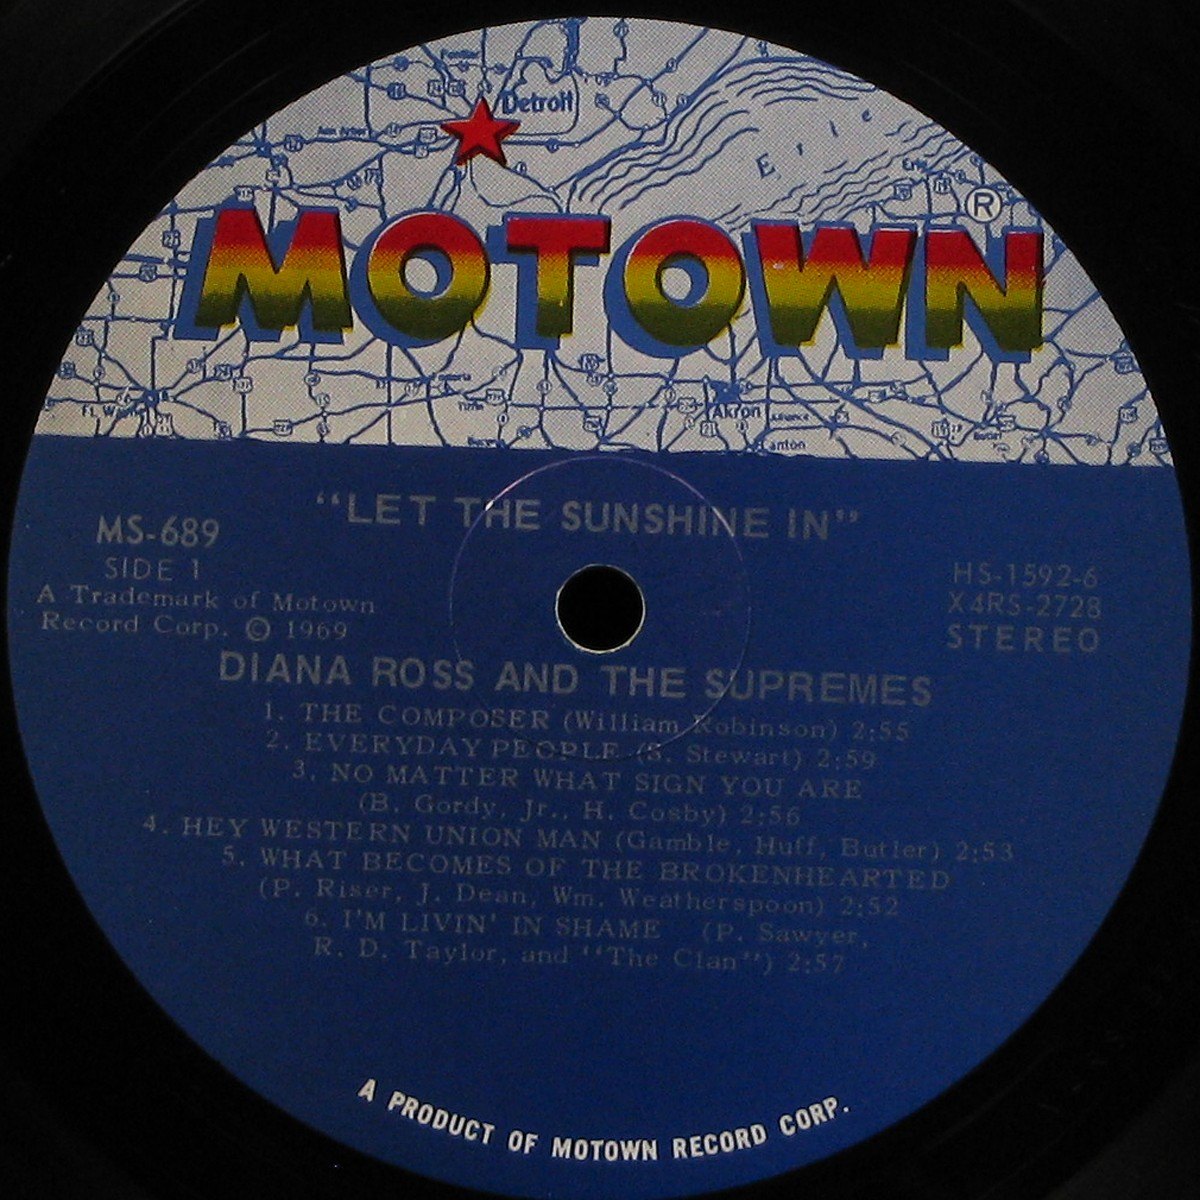 Detroit
Erie
Erie
MOTOWN®
Akron
Canton
"LET THE SUNSHINE IN"
MS-689
SIDE 1
A Trademark of Motown
Record Corp. © 1969
HS-1592-6
X4RS-2728
STEREO
DIANA ROSS AND THE SUPREMES
1. THE COMPOSER (William Robinson) 2:55
2. EVERYDAY PEOPLE (S. Stewart) 2:59
3. NO MATTER WHAT SIGN YOU ARE
(B. Gordy, Jr., H. Cosby) 2:56
4. HEY WESTERN UNION MAN (Gamble, Huff, Butler) 2:53
5. WHAT BECOMES OF THE BROKENHEARTED
(P. Riser, J. Dean, Wm. Weatherspoon) 2:52
6. I'M LIVIN' IN SHAME (P. Sawyer,
R. D. Taylor, and "The Clan") 2:57
A PRODUCT OF MOTOWN RECORD CORP.